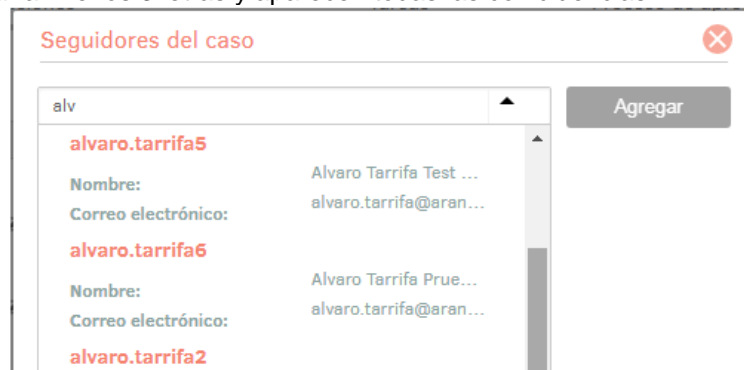 Seguidores del caso
alv
Agregar
alvaro.tarrifa5
Nombre: Alvaro Tarrifa Test ...
Correo electrónico: alvaro.tarrifa@aran...
alvaro.tarrifa6
Nombre: Alvaro Tarrifa Prue...
Correo electrónico: alvaro.tarrifa@aran...
alvaro.tarrifa2